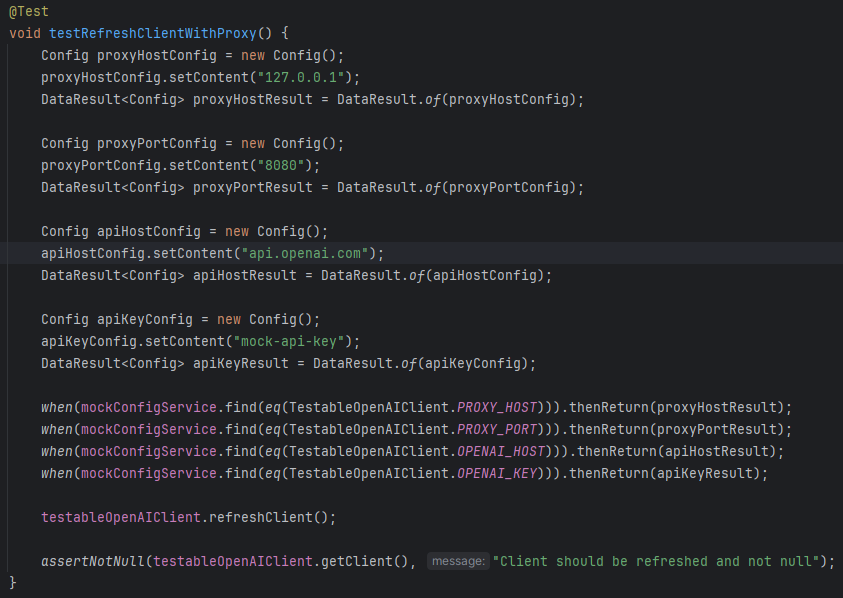 @Test
void testRefreshClientWithProxy() {
    Config proxyHostConfig = new Config();
    proxyHostConfig.setContent("127.0.0.1");
    DataResult<Config> proxyHostResult = DataResult.of(proxyHostConfig);

    Config proxyPortConfig = new Config();
    proxyPortConfig.setContent("8080");
    DataResult<Config> proxyPortResult = DataResult.of(proxyPortConfig);

    Config apiHostConfig = new Config();
    apiHostConfig.setContent("api.openai.com");
    DataResult<Config> apiHostResult = DataResult.of(apiHostConfig);

    Config apiKeyConfig = new Config();
    apiKeyConfig.setContent("mock-api-key");
    DataResult<Config> apiKeyResult = DataResult.of(apiKeyConfig);

    when(mockConfigService.find(eq(TestableOpenAIClient.PROXY_HOST))).thenReturn(proxyHostResult);
    when(mockConfigService.find(eq(TestableOpenAIClient.PROXY_PORT))).thenReturn(proxyPortResult);
    when(mockConfigService.find(eq(TestableOpenAIClient.OPENAI_HOST))).thenReturn(apiHostResult);
    when(mockConfigService.find(eq(TestableOpenAIClient.OPENAI_KEY))).thenReturn(apiKeyResult);

    testableOpenAIClient.refreshClient();

    assertNotNull(testableOpenAIClient.getClient(), message: "Client should be refreshed and not null");
}